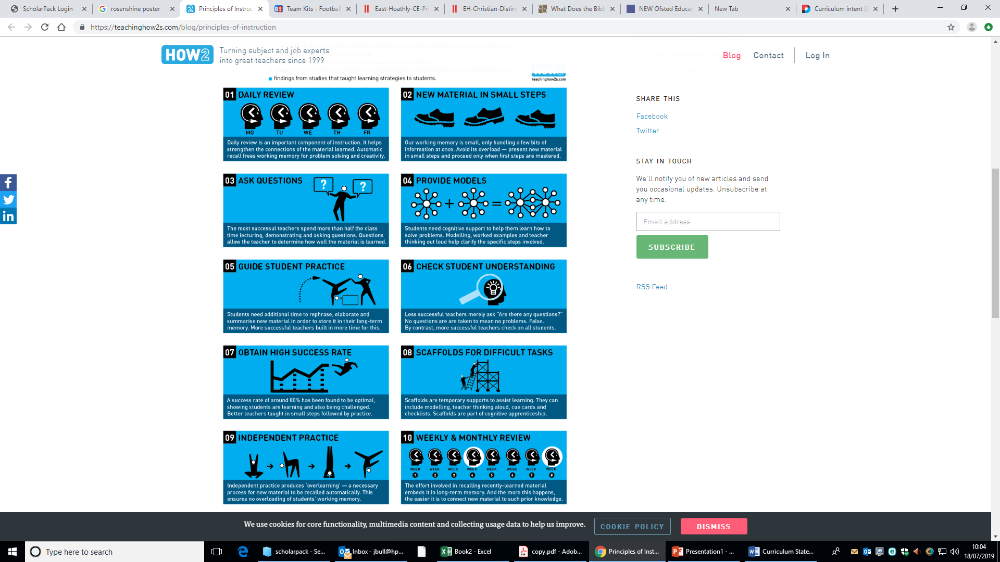 ScholarPack Login
rosenshine poster -
Principles of Instruc
Team Kits - Football
East-Hoathly-CE-Pri
EH-Christian-Distinc
What Does the Bibl
NEW Ofsted Educat
New Tab
Curriculum intent (2
https://teachinghow2s.com/blog/principles-of-instruction
HOW2
Turning subject and job experts
into great teachers since 1999
Blog
Contact
Log In
findings from studies that taught learning strategies to students.
teachinghow2s.com
01 DAILY REVIEW
MO TU WE TH FR
Daily review is an important component of instruction. It helps
strengthen the connections of the material learned. Automatic
recall frees working memory for problem solving and creativity.
02 NEW MATERIAL IN SMALL STEPS
Our working memory is small, only handling a few bits of
information at once. Avoid its overload — present new material
in small steps and proceed only when first steps are mastered.
03 ASK QUESTIONS
? ?
The most successul teachers spend more than half the class
time lecturing, demonstrating and asking questions. Questions
allow the teacher to determine how well the material is learned.
04 PROVIDE MODELS
+ =
Students need cognitive support to help them learn how to
solve problems. Modelling, worked examples and teacher
thinking out loud help clarify the specific steps involved.
05 GUIDE STUDENT PRACTICE
Students need additional time to rephrase, elaborate and
summarise new material in order to store it in their long-term
memory. More successful teachers built in more time for this.
06 CHECK STUDENT UNDERSTANDING
Less successful teachers merely ask “Are there any questions?”
No questions are are taken to mean no problems. False.
By contrast, more successful teachers check on all students.
07 OBTAIN HIGH SUCCESS RATE
A success rate of around 80% has been found to be optimal,
showing students are learning and also being challenged.
Better teachers taught in small steps followed by practice.
08 SCAFFOLDS FOR DIFFICULT TASKS
Scaffolds are temporary supports to assist learning. They can
include modelling, teacher thinking aloud, cue cards and
checklists. Scaffolds are part of cognitive apprenticeship.
09 INDEPENDENT PRACTICE
Independent practice produces ‘overlearning’ — a necessary
process for new material to be recalled automatically. This
ensures no overloading of students’ working memory.
10 WEEKLY & MONTHLY REVIEW
WEEK WEEK WEEK WEEK WEEK WEEK WEEK WEEK
1 2 3 4 5 6 7 8
The effort involved in recalling recently-learned material
embeds it in long-term memory. And the more this happens,
the easier it is to connect new material to such prior knowledge.
SHARE THIS
Facebook
Twitter
STAY IN TOUCH
We'll notify you of new articles and send
you occasional updates. Unsubscribe at
any time.
Email address
SUBSCRIBE
RSS Feed
We use cookies for core functionality, multimedia content and collecting usage data to help us improve.
COOKIE POLICY
DISMISS
Type here to search
scholarpack - Se...
Inbox - jbull@hp...
Book2 - Excel
copy.pdf - Adob...
Principles of Inst...
Presentation1 - ...
Curriculum State...
10:04
18/07/2019